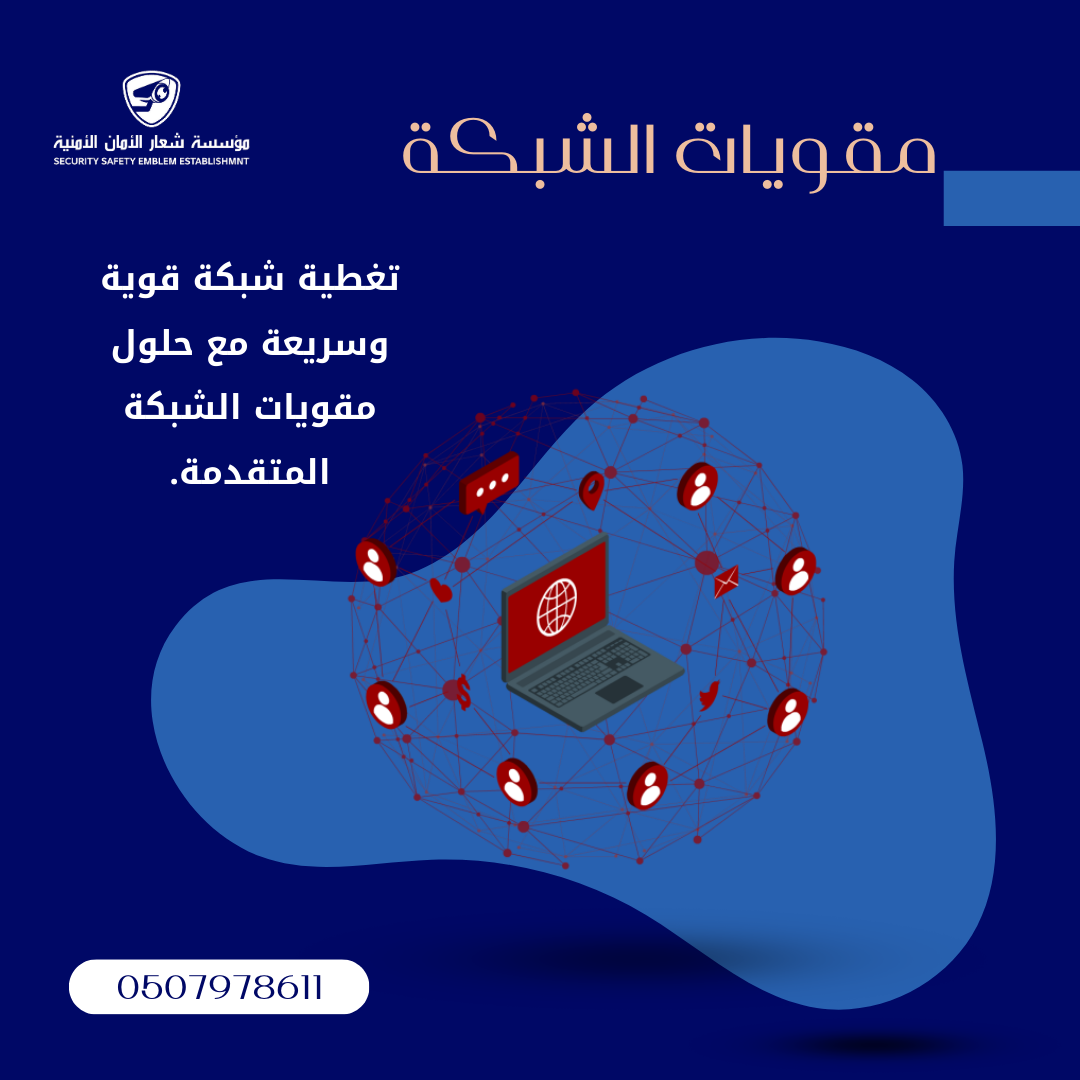 مؤسسة شعار الأمان الأمنية
SECURITY SAFETY EMBLEM ESTABLISHMNT
مقويات الشبكة
تغطية شبكة قوية
وسريعة مع حلول
مقويات الشبكة
المتقدمة.
0507978611